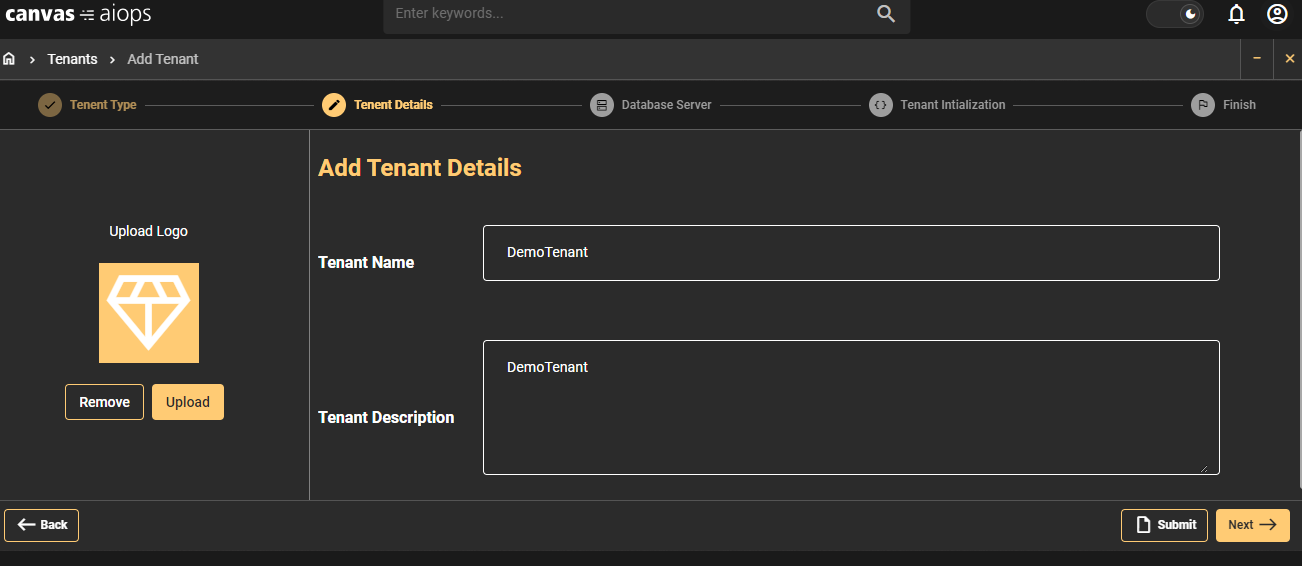 canvas aiops
Enter keywords...
Tenants
Add Tenant
Tenent Type
Tenent Details
Database Server
Tenant Intialization
Finish
Add Tenant Details
Upload Logo
Remove
Upload
Tenant Name
DemoTenant
Tenant Description
DemoTenant
Back
Submit
Next